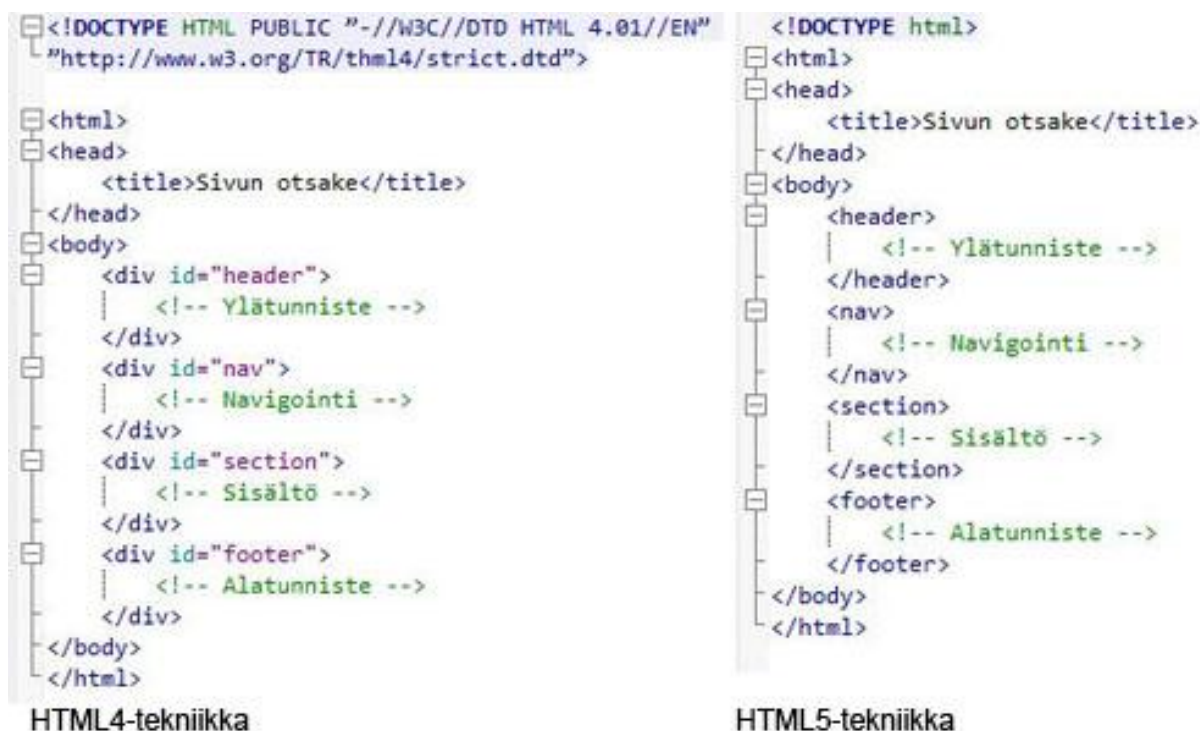 <!DOCTYPE HTML PUBLIC ”-//W3C//DTD HTML 4.01//EN”
”http://www.w3.org/TR/thml4/strict.dtd”>
<html>
<head>
<title>Sivun otsake</title>
</head>
<body>
<div id="header">
<!-- Ylätunniste -->
</div>
<div id="nav">
<!-- Navigointi -->
</div>
<div id="section">
<!-- Sisältö -->
</div>
<div id="footer">
<!-- Alatunniste -->
</div>
</body>
</html>
HTML4-tekniikka
<!DOCTYPE html>
<html>
<head>
<title>Sivun otsake</title>
</head>
<body>
<header>
<!-- Ylätunniste -->
</header>
<nav>
<!-- Navigointi -->
</nav>
<section>
<!-- Sisältö -->
</section>
<footer>
<!-- Alatunniste -->
</footer>
</body>
</html>
HTML5-tekniikka